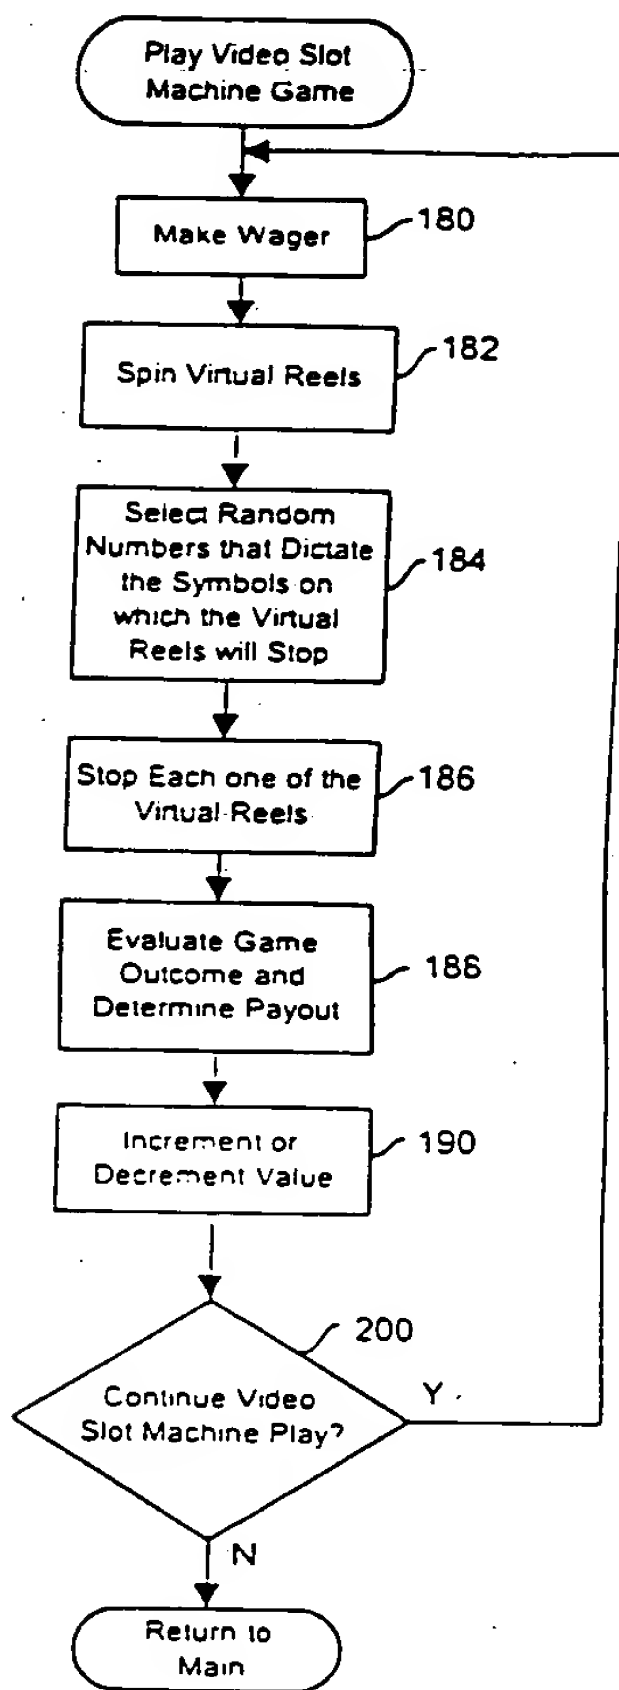 Play Video Slot
Machine Game
Make Wager
180
Spin Virtual Reels
182
Select Random
Numbers that Dictate
the Symbols on
which the Virtual
Reels will Stop
184
Stop Each one of the
Virtual Reels
186
Evaluate Game
Outcome and
Determine Payout
188
Increment or
Decrement Value
190
Continue Video
Slot Machine Play?
200
Y
N
Return to
Main